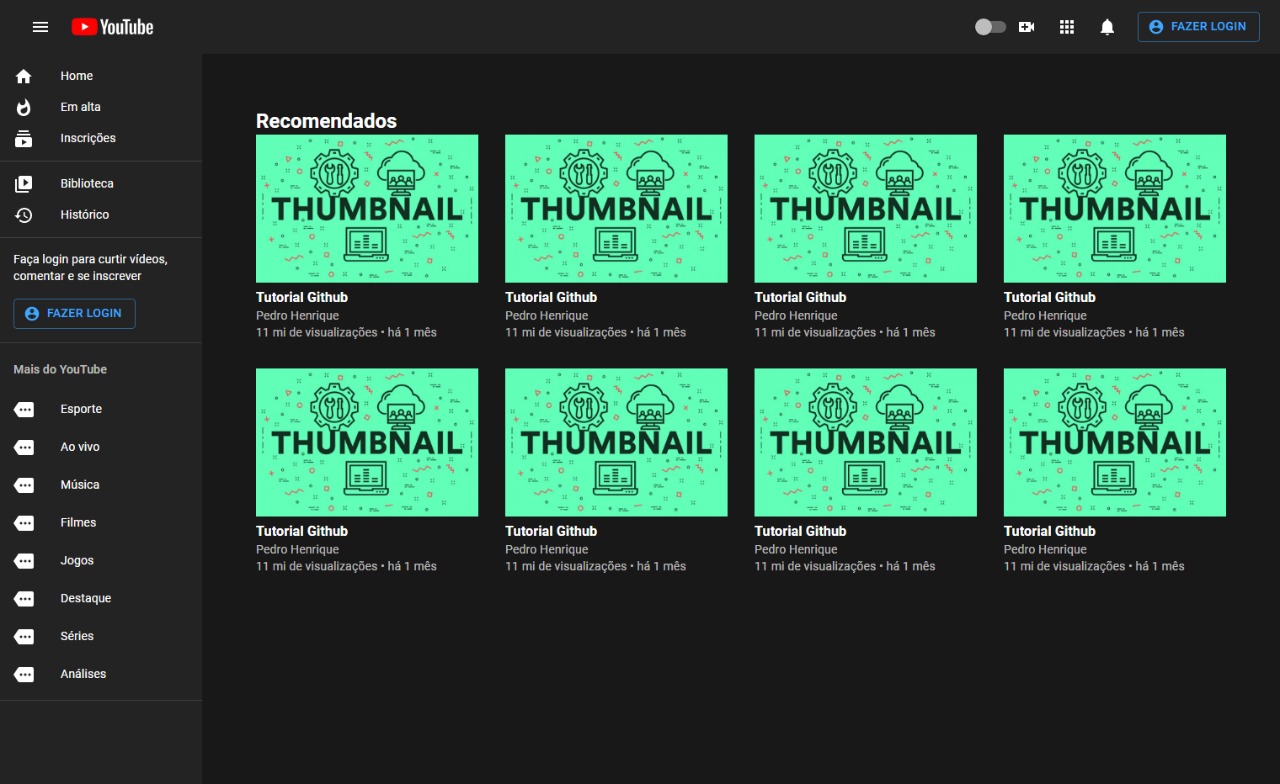 YouTube
FAZER LOGIN
Home
Em alta
Inscrições
Biblioteca
Histórico
Faça login para curtir vídeos,
comentar e se inscrever
FAZER LOGIN
Mais do YouTube
Esporte
Ao vivo
Música
Filmes
Jogos
Destaque
Séries
Análises
Recomendados
THUMBNAIL
Tutorial Github
Pedro Henrique
11 mi de visualizações • há 1 mês
THUMBNAIL
Tutorial Github
Pedro Henrique
11 mi de visualizações • há 1 mês
THUMBNAIL
Tutorial Github
Pedro Henrique
11 mi de visualizações • há 1 mês
THUMBNAIL
Tutorial Github
Pedro Henrique
11 mi de visualizações • há 1 mês
THUMBNAIL
Tutorial Github
Pedro Henrique
11 mi de visualizações • há 1 mês
THUMBNAIL
Tutorial Github
Pedro Henrique
11 mi de visualizações • há 1 mês
THUMBNAIL
Tutorial Github
Pedro Henrique
11 mi de visualizações • há 1 mês
THUMBNAIL
Tutorial Github
Pedro Henrique
11 mi de visualizações • há 1 mês